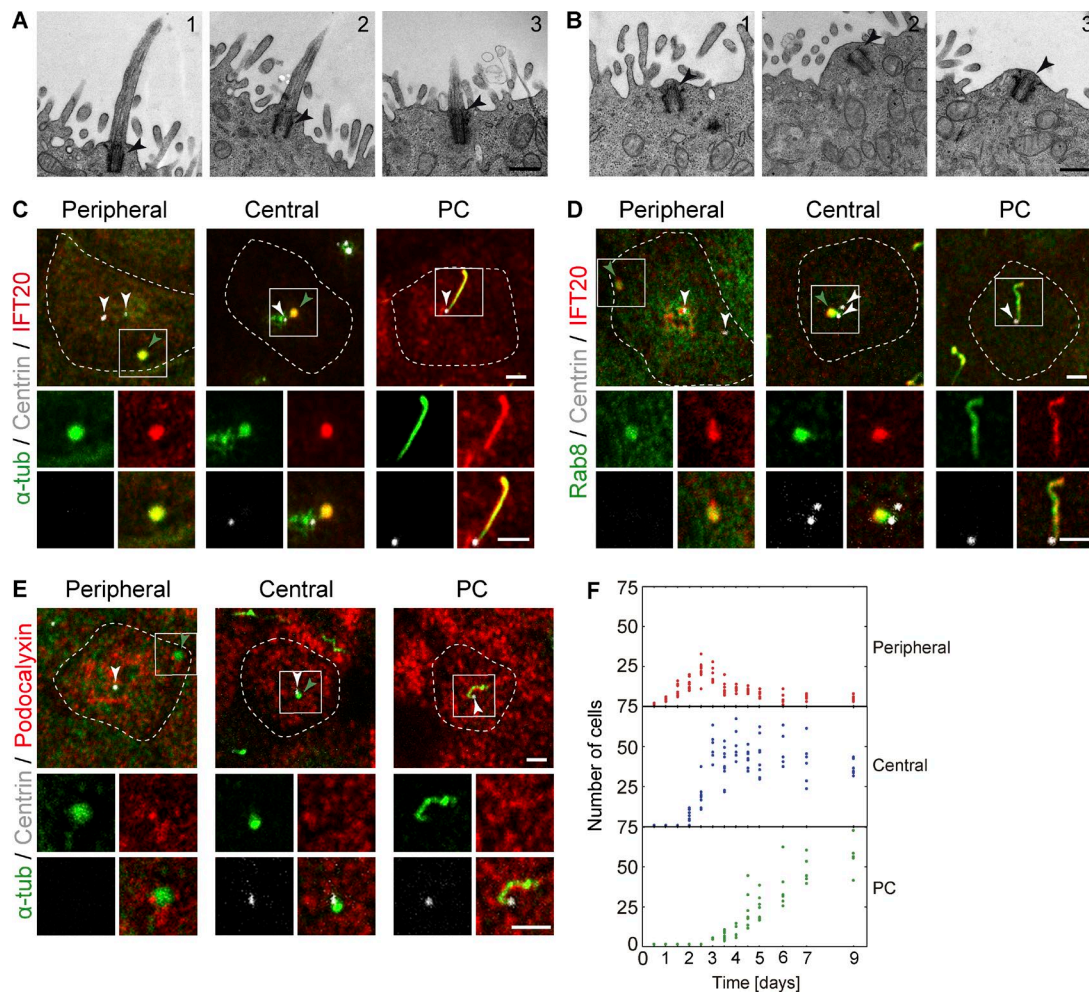 A
1
2
3
B
1
2
3
C
Peripheral
Central
PC
α-tub / Centrin / IFT20
D
Peripheral
Central
PC
Rab8 / Centrin / IFT20
E
Peripheral
Central
PC
α-tub / Centrin / Podocalyxin
F
75
50
25
Peripheral
75
50
25
Central
75
50
25
0
PC
Number of cells
0 1 2 3 4 5 6 7 8 9
Time [days]